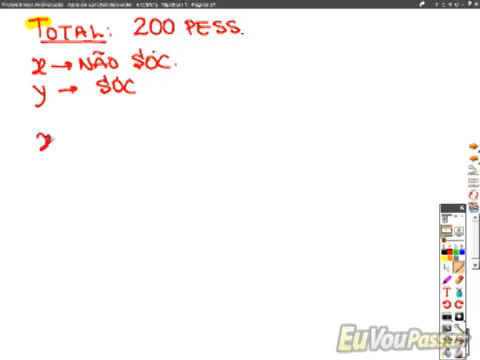 TOTAL: 200 PESS.
x → NÃO SÓC.
y → SÓC
x
EuVouPassar